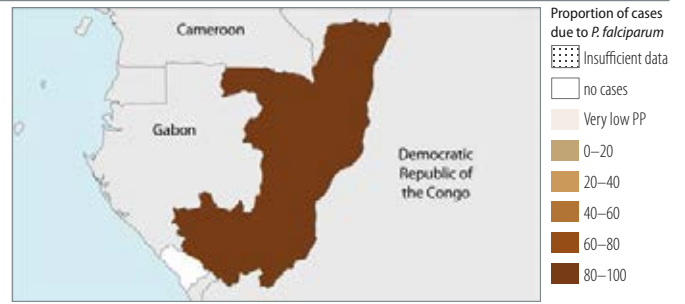 Cameroon
Gabon
Democratic
Republic of
the Congo
Proportion of cases
due to P. falciparum
Insufficient data
no cases
Very low PP
0–20
20–40
40–60
60–80
80–100